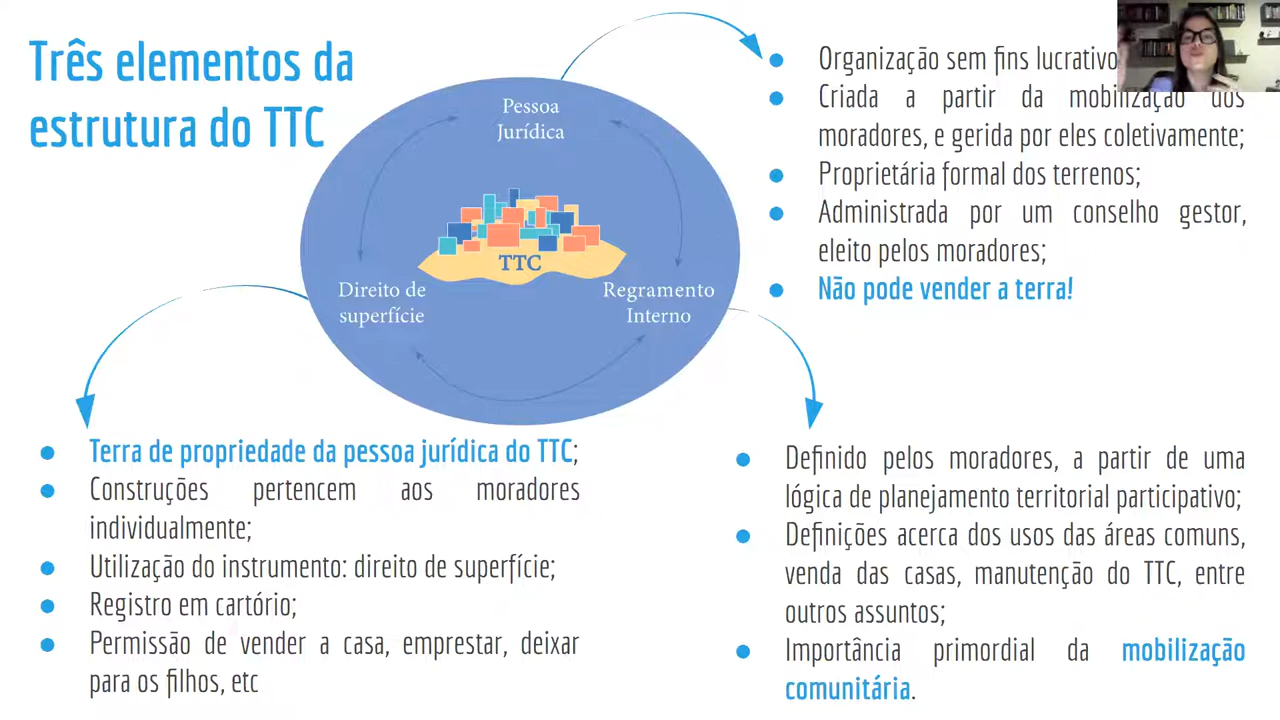 Três elementos da
estrutura do TTC
Pessoa
Jurídica
TTC
Direito de
superfície
Regramento
Interno
Organização sem fins lucrativo
Criada a partir da mobilização dos
moradores, e gerida por eles coletivamente;
Proprietária formal dos terrenos;
Administrada por um conselho gestor,
eleito pelos moradores;
Não pode vender a terra!
Terra de propriedade da pessoa jurídica do TTC;
Construções pertencem aos moradores
individualmente;
Utilização do instrumento: direito de superfície;
Registro em cartório;
Permissão de vender a casa, emprestar, deixar
para os filhos, etc
Definido pelos moradores, a partir de uma
lógica de planejamento territorial participativo;
Definições acerca dos usos das áreas comuns,
venda das casas, manutenção do TTC, entre
outros assuntos;
Importância primordial da mobilização
comunitária.